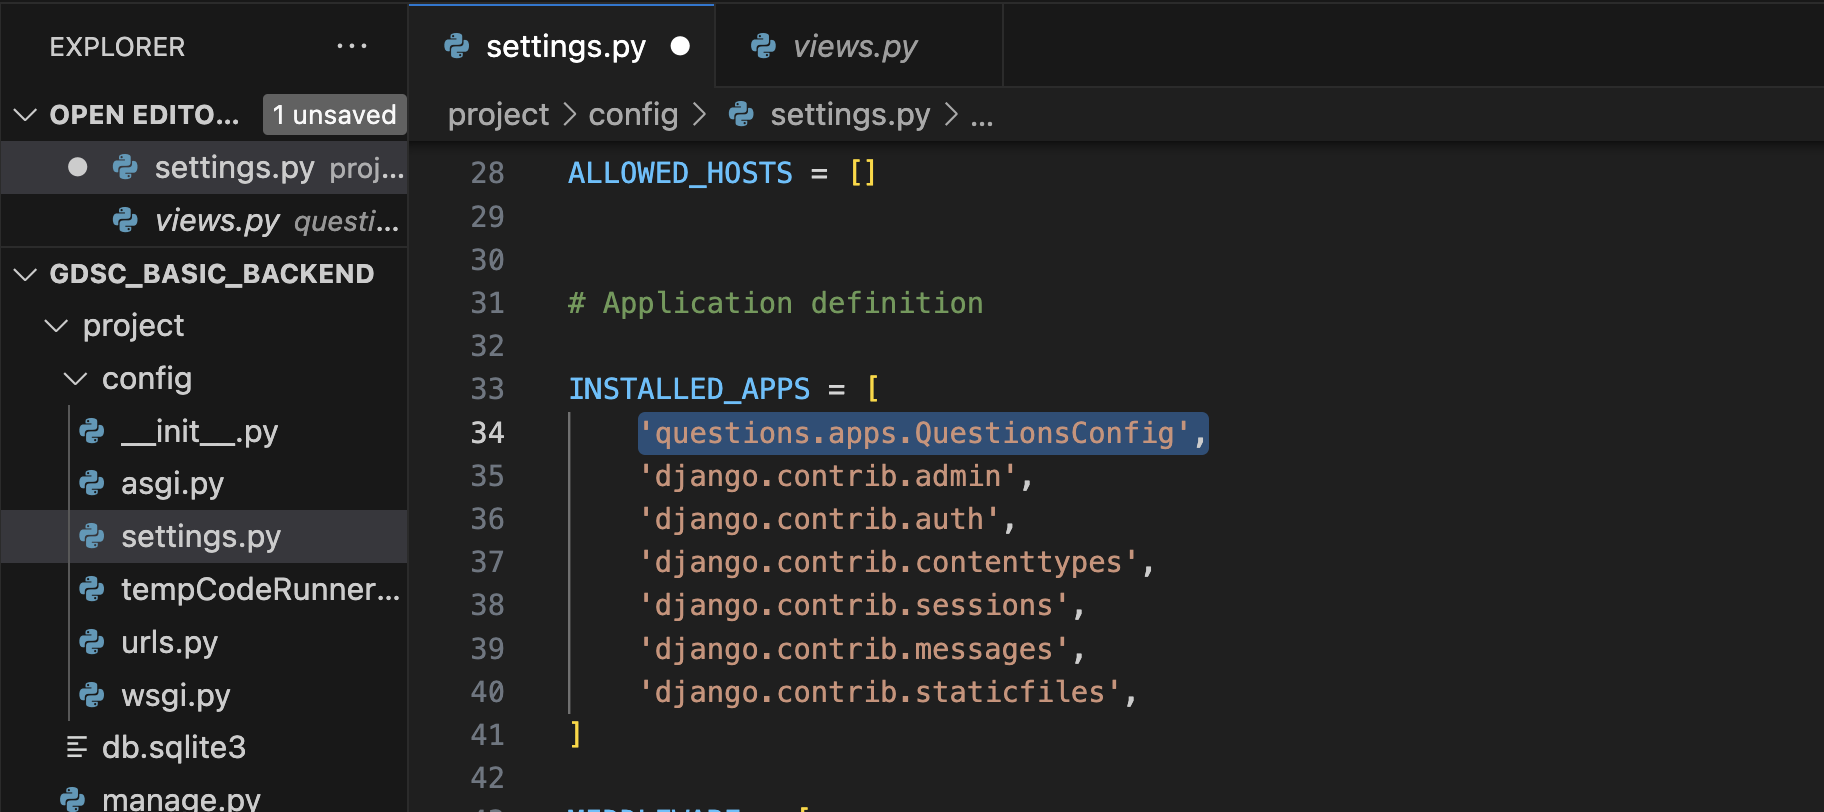 EXPLORER ...
OPEN EDITO... 1 unsaved
settings.py proj...
views.py questi...
GDSC_BASIC_BACKEND
project
config
__init__.py
asgi.py
settings.py
tempCodeRunner...
urls.py
wsgi.py
db.sqlite3
manage.py
settings.py views.py
project > config > settings.py > ...
28 ALLOWED_HOSTS = []
29
30
31 # Application definition
32
33 INSTALLED_APPS = [
34 'questions.apps.QuestionsConfig',
35 'django.contrib.admin',
36 'django.contrib.auth',
37 'django.contrib.contenttypes',
38 'django.contrib.sessions',
39 'django.contrib.messages',
40 'django.contrib.staticfiles',
41 ]
42
43 MIDDLEWARE = [